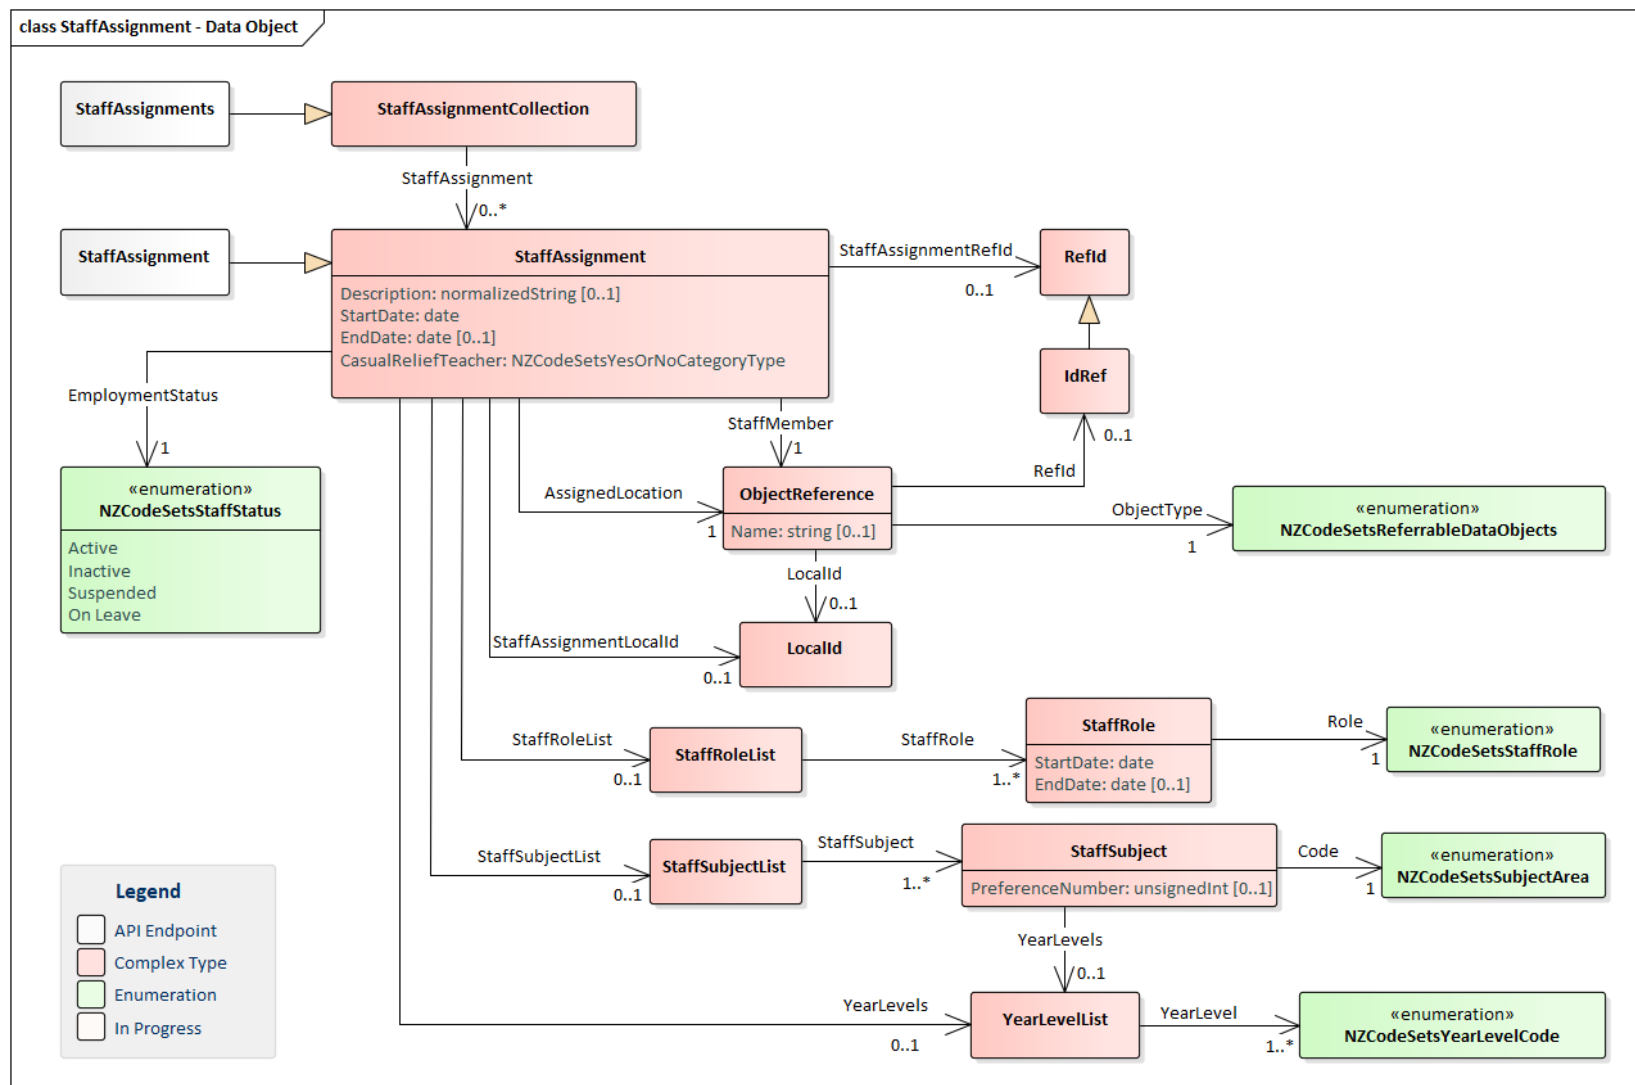 class StaffAssignment - Data Object
StaffAssignments
StaffAssignmentCollection
StaffAssignment
0..*
StaffAssignment
StaffAssignment
Description: normalizedString [0..1]
StartDate: date
EndDate: date [0..1]
CasualReliefTeacher: NZCodeSetsYesOrNoCategoryType
StaffAssignmentRefId
0..1
RefId
IdRef
0..1
RefId
EmploymentStatus
1
«enumeration»
NZCodeSetsStaffStatus
Active
Inactive
Suspended
On Leave
StaffMember
1
AssignedLocation
1
ObjectReference
Name: string [0..1]
ObjectType
1
«enumeration»
NZCodeSetsReferrableDataObjects
LocalId
0..1
StaffAssignmentLocalId
0..1
LocalId
StaffRoleList
0..1
StaffRoleList
StaffRole
1..*
StaffRole
StartDate: date
EndDate: date [0..1]
Role
1
«enumeration»
NZCodeSetsStaffRole
StaffSubjectList
0..1
StaffSubjectList
StaffSubject
1..*
StaffSubject
PreferenceNumber: unsignedInt [0..1]
Code
1
«enumeration»
NZCodeSetsSubjectArea
YearLevels
0..1
YearLevels
0..1
YearLevelList
YearLevel
1..*
«enumeration»
NZCodeSetsYearLevelCode
Legend
API Endpoint
Complex Type
Enumeration
In Progress